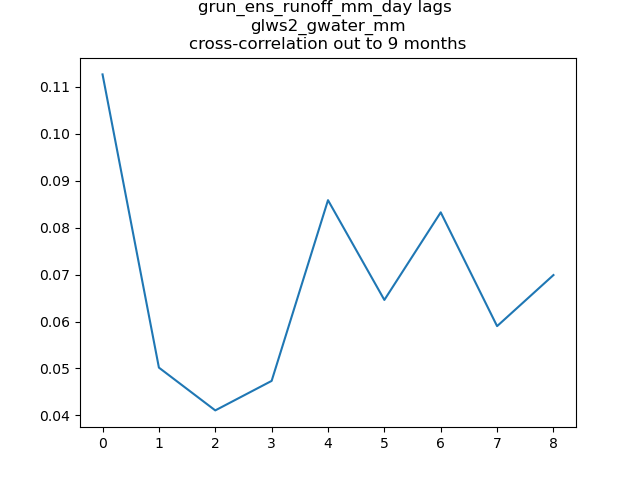 grun_ens_runoff_mm_day lags
glws2_gwater_mm
cross-correlation out to 9 months
0.11
0.10
0.09
0.08
0.07
0.06
0.05
0.04
0 1 2 3 4 5 6 7 8